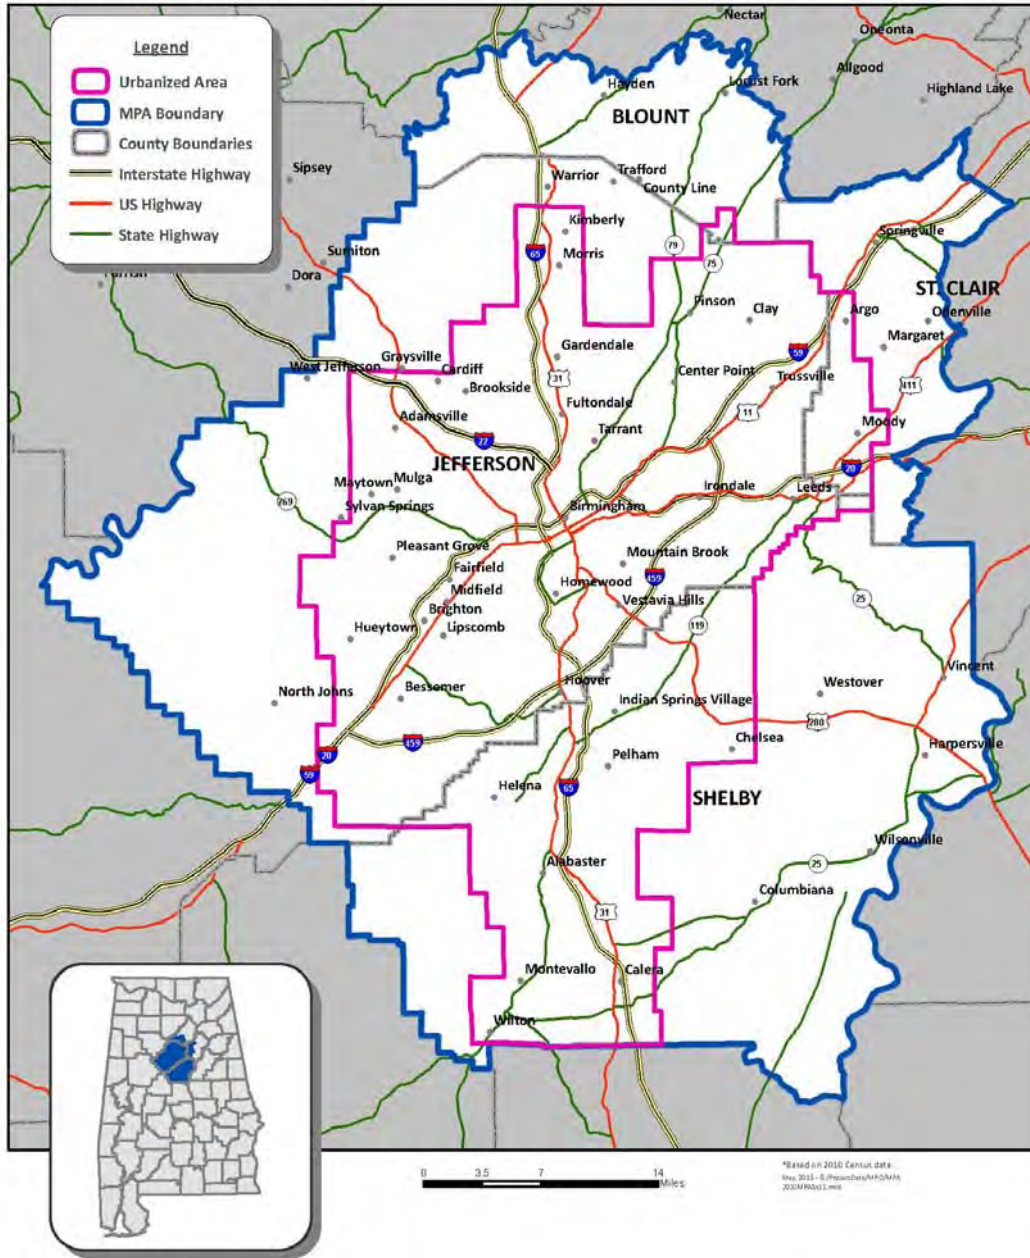 Legend
Urbanized Area
MPA Boundary
County Boundaries
Interstate Highway
US Highway
State Highway
Nectar
Oneonta
Allgood
Highland Lake
Hayden
Locust Fork
BLOUNT
Sipsey
Warrior
Trafford
County Line
Kimberly
Springville
79
65
Morris
75
Sumiton
Dora
ST. CLAIR
Pinson
Clay
Argo
Odenville
Margaret
Gardendale
59
West Jefferson
Graysville
Cardiff
Brookside
31
Center Point
Trussville
411
Adamsville
Fultondale
11
Tarrant
Moody
22
JEFFERSON
20
Maytown
Mulga
Irondale
Leeds
269
Sylvan Springs
Birmingham
Pleasant Grove
Mountain Brook
Fairfield
459
Midfield
Homewood
Vestavia Hills
25
Brighton
119
Hueytown
Lipscomb
Vincent
Hoover
North Johns
Bessemer
Indian Springs Village
Westover
280
459
Chelsea
20
Harpersville
59
Pelham
Helena
65
SHELBY
Wilsonville
25
Alabaster
Columbiana
31
Montevallo
Calera
Wilton
0 3.5 7 14
Miles
*Based on 2010 Census data.